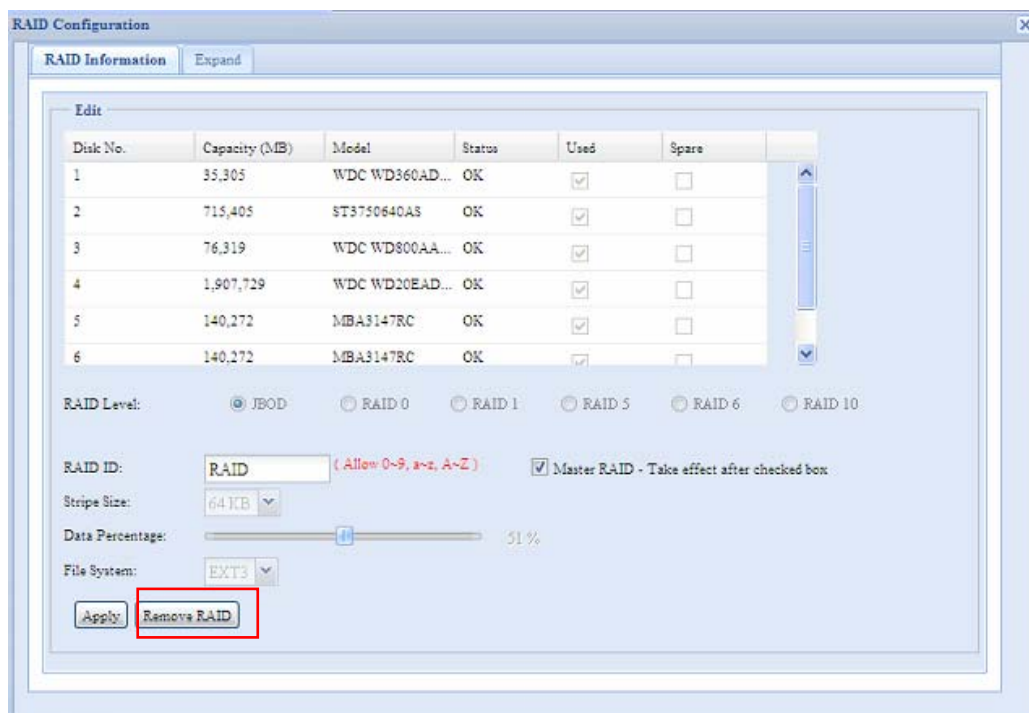 RAID Configuration
RAID Information Expand
Edit
Disk No. Capacity (MB) Model Status Used Spare
1 35,305 WDC WD360AD... OK
2 715,405 ST3750640AS OK
3 76,319 WDC WD800AA... OK
4 1,907,729 WDC WD20EAD... OK
5 140,272 MBA3147RC OK
6 140,272 MBA3147RC OK
RAID Level: JBOD RAID 0 RAID 1 RAID 5 RAID 6 RAID 10
RAID ID: RAID ( Allow 0~9, a~z, A~Z ) Master RAID - Take effect after checked box
Stripe Size: 64 KB
Data Percentage: 51 %
File System: EXT3
Apply Remove RAID